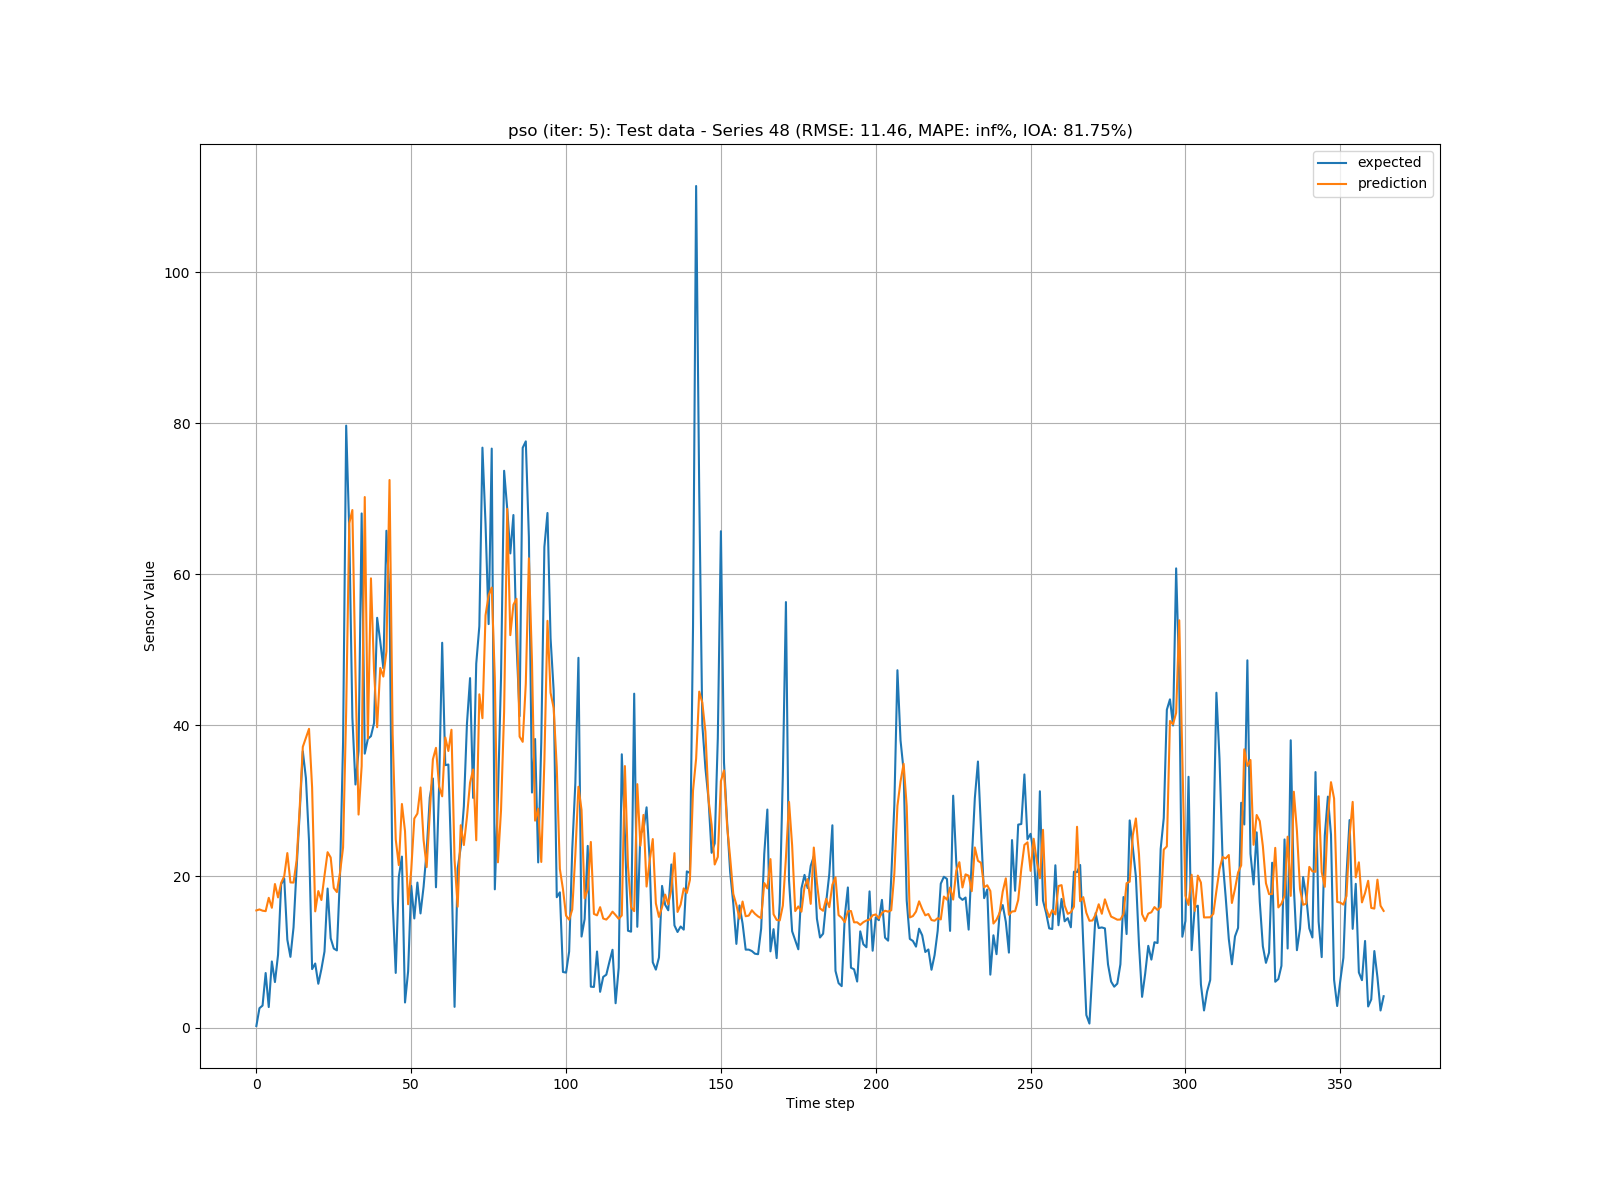 pso (iter: 5): Test data - Series 48 (RMSE: 11.46, MAPE: inf%, IOA: 81.75%)
expected
prediction
100
80
60
40
20
0
Sensor Value
0 50 100 150 200 250 300 350
Time step